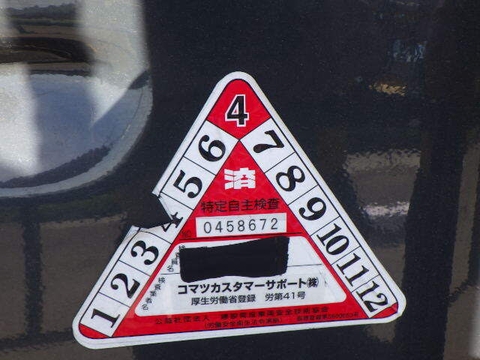 4
6 7
5 8
4 9
3 10
2 11
1 12
済
特定自主検査
0458672
コマツカスタマーサポート㈱
厚生労働省登録 労第41号